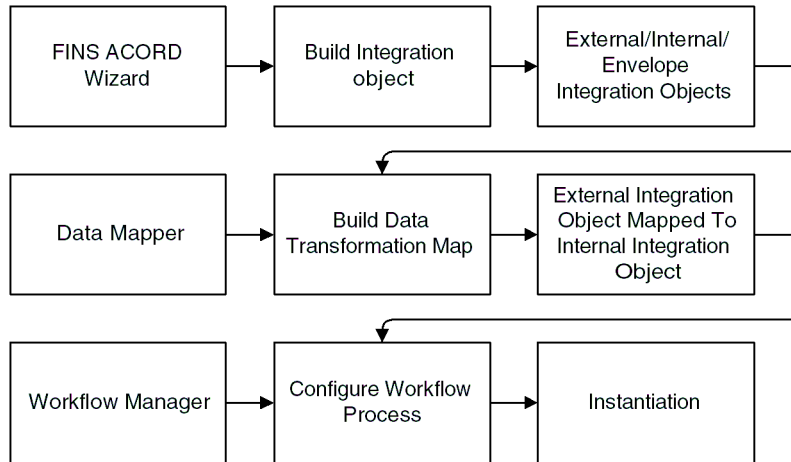 FINS ACORD
Wizard
Build Integration
object
External/Internal/
Envelope
Integration Objects
Data Mapper
Build Data
Transformation Map
External Integration
Object Mapped To
Internal Integration
Object
Workflow Manager
Configure Workflow
Process
Instantiation